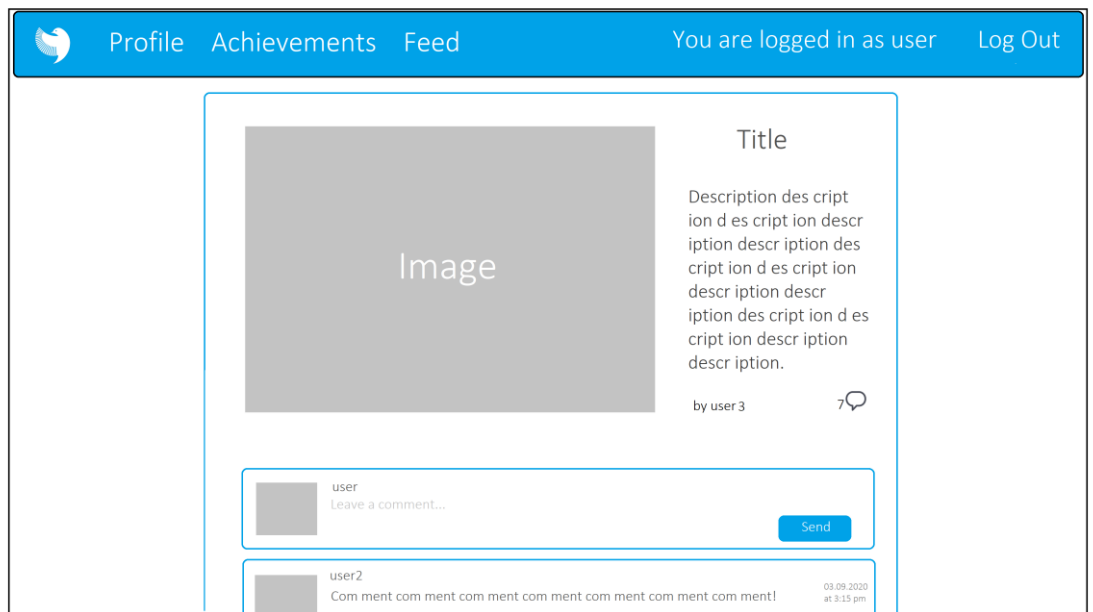 Profile Achievements Feed You are logged in as user Log Out
Image
Title
Description des cript
ion d es cript ion descr
iption descr iption des
cript ion d es cript ion
descr iption descr
iption des cript ion d es
cript ion descr iption
descr iption.
by user 3 7
user
Leave a comment...
Send
user2
Com ment com ment com ment com ment com ment com ment com ment!
03.09.2020
at 3:15 pm